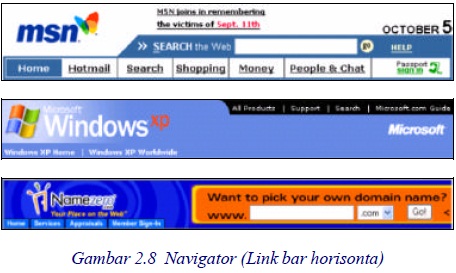 MSN joins in remembering
the victims of Sept. 11th
msn
OCTOBER 5
SEARCH the Web
HELP
Home Hotmail Search Shopping Money People & Chat Passport sign in
All Products | Support | Search | Microsoft.com Guide
Microsoft
Windows xp
Microsoft
Windows XP Home | Windows XP Worldwide
Namezero
Your Place on the Web
Want to pick your own domain name?
www. .com Go! <
Home Services Appraisals Member Sign-In
Gambar 2.8 Navigator (Link bar horisonta)